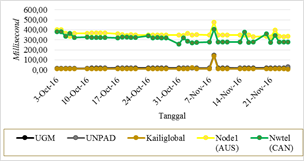 600,00
500,00
400,00
300,00
200,00
100,00
0,00
Millisecond
3-Oct-16
10-Oct-16
17-Oct-16
24-Oct-16
31-Oct-16
7-Nov-16
14-Nov-16
21-Nov-16
Tanggal
UGM
UNPAD
Kailiglobal
Node1 (AUS)
Nwtel (CAN)